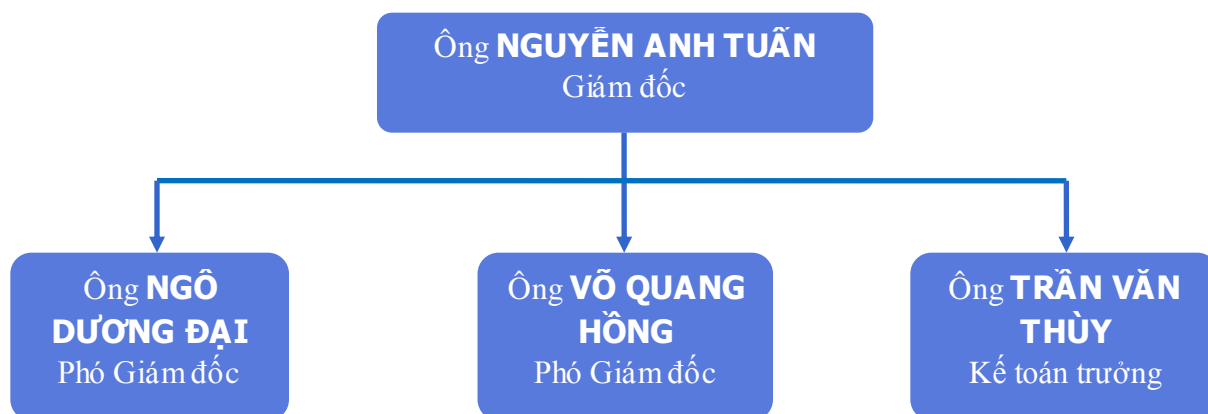 Ông NGUYỄN ANH TUẤN
Giám đốc
Ông NGÔ
DƯƠNG ĐẠI
Phó Giám đốc
Ông VÕ QUANG
HỒNG
Phó Giám đốc
Ông TRẦN VĂN
THÙY
Kế toán trưởng